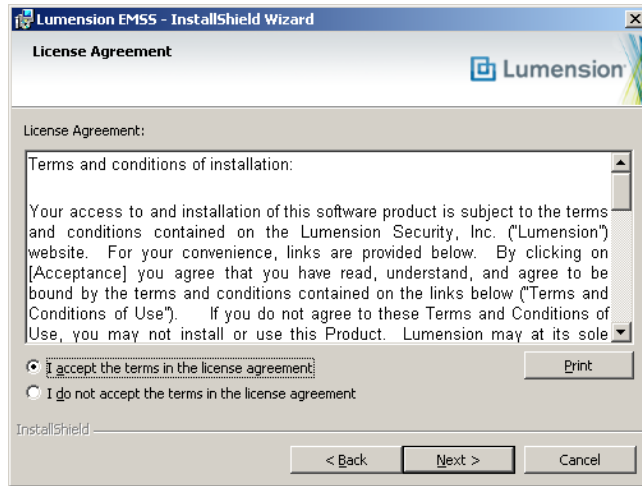 Lumension EMSS - InstallShield Wizard
License Agreement
Lumension
License Agreement:
Terms and conditions of installation:
Your access to and installation of this software product is subject to the terms
and conditions contained on the Lumension Security, Inc. ("Lumension")
website. For your convenience, links are provided below. By clicking on
[Acceptance] you agree that you have read, understand, and agree to be
bound by the terms and conditions contained on the links below ("Terms and
Conditions of Use"). If you do not agree to these Terms and Conditions of
Use, you may not install or use this Product. Lumension may at its sole
I accept the terms in the license agreement
Print
I do not accept the terms in the license agreement
InstallShield
< Back Next > Cancel